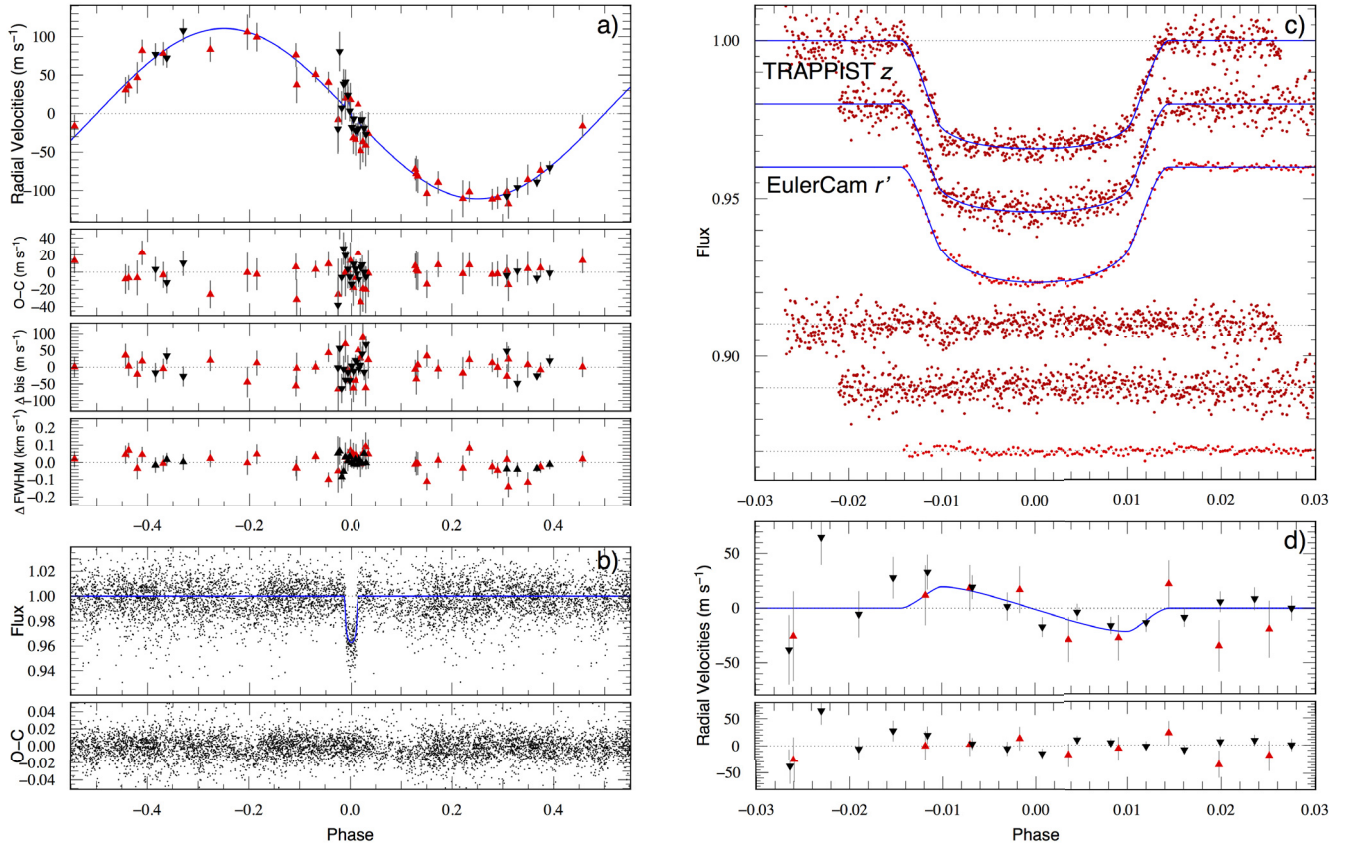 a)
Radial Velocities (m s⁻¹)
100
50
0
−50
−100
O−C (m s⁻¹)
40
20
0
−20
−40
Δ bis (m s⁻¹)
100
50
0
−50
−100
Δ FWHM (km s⁻¹)
0.2
0.1
0.0
−0.1
−0.2
−0.4 −0.2 0.0 0.2 0.4
b)
Flux
1.02
1.00
0.98
0.96
0.94
O−C
0.04
0.02
0.00
−0.02
−0.04
−0.4 −0.2 0.0 0.2 0.4
Phase
c)
TRAPPIST z
EulerCam r'
Flux
1.00
0.95
0.90
−0.03 −0.02 −0.01 0.00 0.01 0.02 0.03
d)
Radial Velocities (m s⁻¹)
50
0
−50
50
0
−50
−0.03 −0.02 −0.01 0.00 0.01 0.02 0.03
Phase